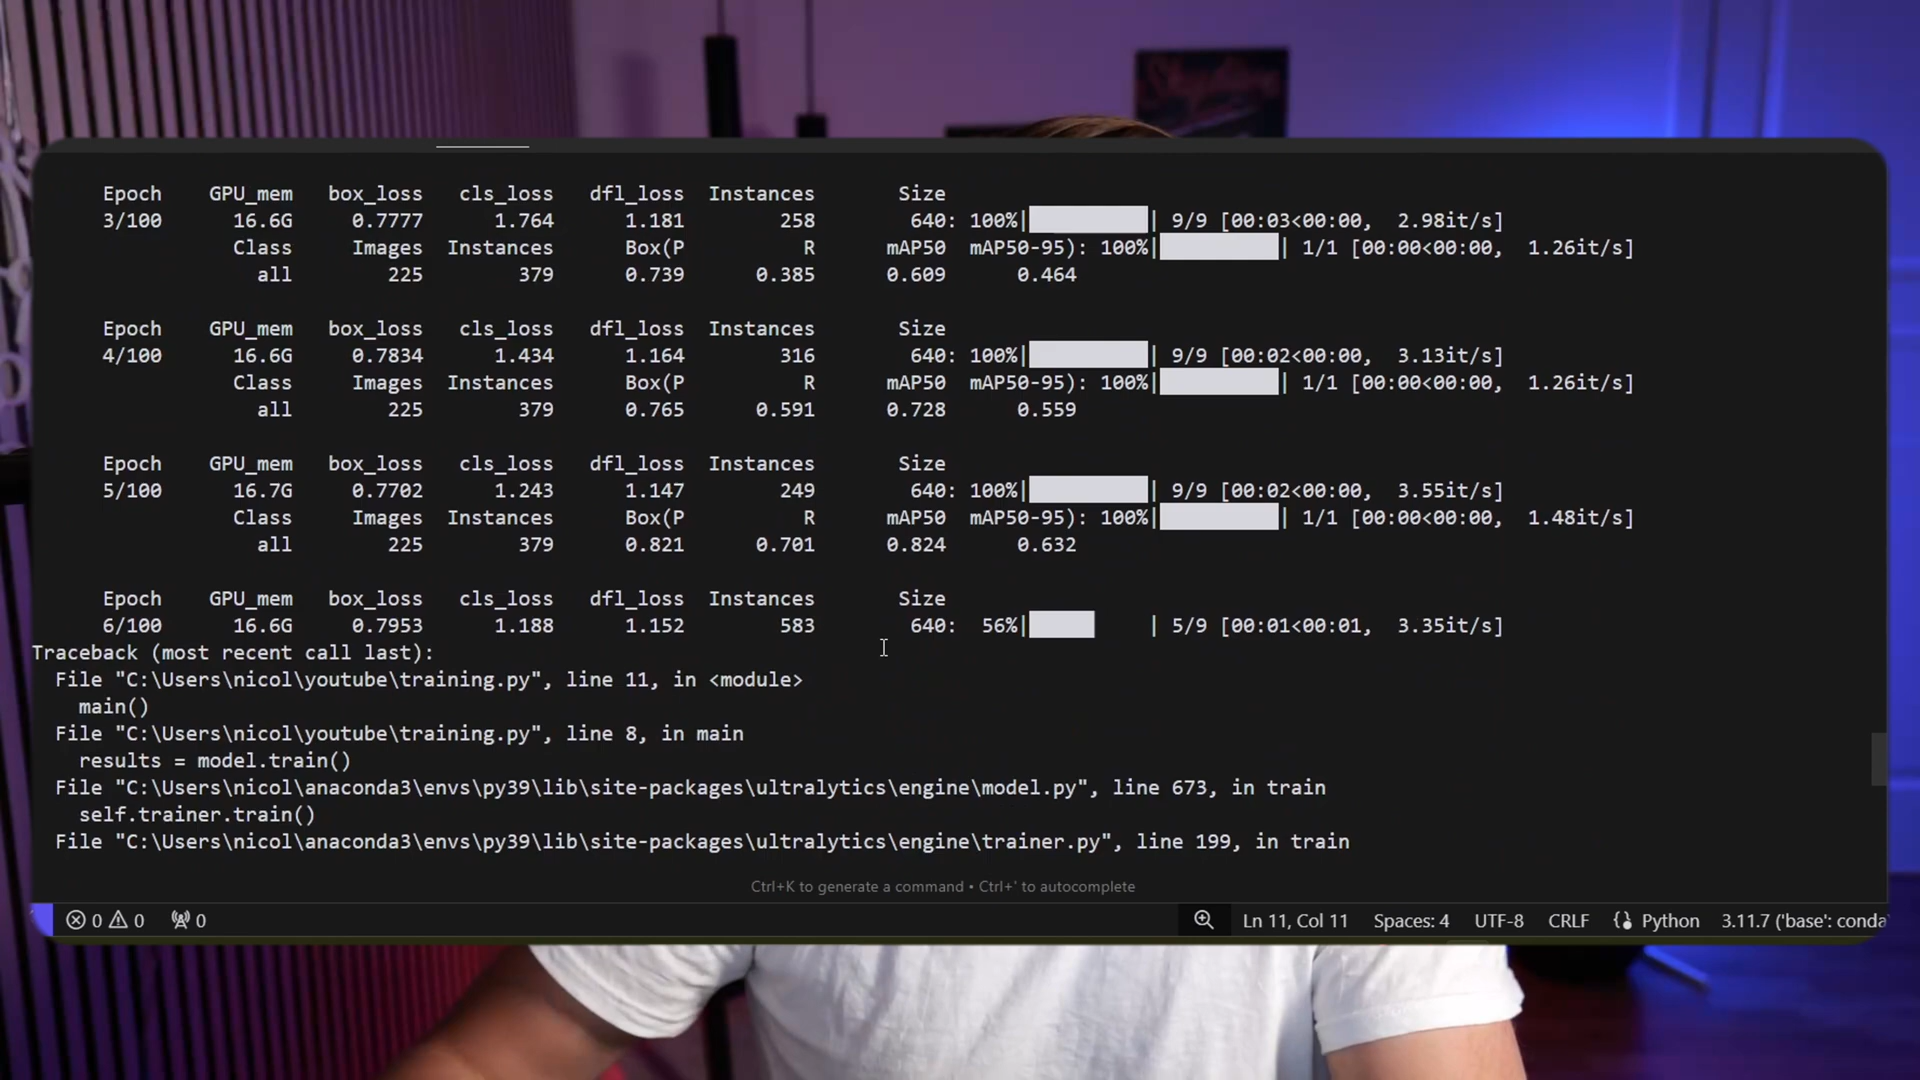 Epoch GPU_mem box_loss cls_loss dfl_loss Instances Size
3/100 16.6G 0.7777 1.764 1.181 258 640: 100%|██████████| 9/9 [00:03<00:00, 2.98it/s]
Class Images Instances Box(P R mAP50 mAP50-95): 100%|██████████| 1/1 [00:00<00:00, 1.26it/s]
all 225 379 0.739 0.385 0.609 0.464
Epoch GPU_mem box_loss cls_loss dfl_loss Instances Size
4/100 16.6G 0.7834 1.434 1.164 316 640: 100%|██████████| 9/9 [00:02<00:00, 3.13it/s]
Class Images Instances Box(P R mAP50 mAP50-95): 100%|██████████| 1/1 [00:00<00:00, 1.26it/s]
all 225 379 0.765 0.591 0.728 0.559
Epoch GPU_mem box_loss cls_loss dfl_loss Instances Size
5/100 16.7G 0.7702 1.243 1.147 249 640: 100%|██████████| 9/9 [00:02<00:00, 3.55it/s]
Class Images Instances Box(P R mAP50 mAP50-95): 100%|██████████| 1/1 [00:00<00:00, 1.48it/s]
all 225 379 0.821 0.701 0.824 0.632
Epoch GPU_mem box_loss cls_loss dfl_loss Instances Size
6/100 16.6G 0.7953 1.188 1.152 583 640: 56%|█████▌    | 5/9 [00:01<00:01, 3.35it/s]
Traceback (most recent call last):
File "C:\Users\nicol\youtube\training.py", line 11, in <module>
main()
File "C:\Users\nicol\youtube\training.py", line 8, in main
results = model.train()
File "C:\Users\nicol\anaconda3\envs\py39\lib\site-packages\ultralytics\engine\model.py", line 673, in train
self.trainer.train()
File "C:\Users\nicol\anaconda3\envs\py39\lib\site-packages\ultralytics\engine\trainer.py", line 199, in train
Ctrl+K to generate a command • Ctrl+' to autocomplete
0 0 0 Ln 11, Col 11 Spaces: 4 UTF-8 CRLF Python 3.11.7 ('base': conda